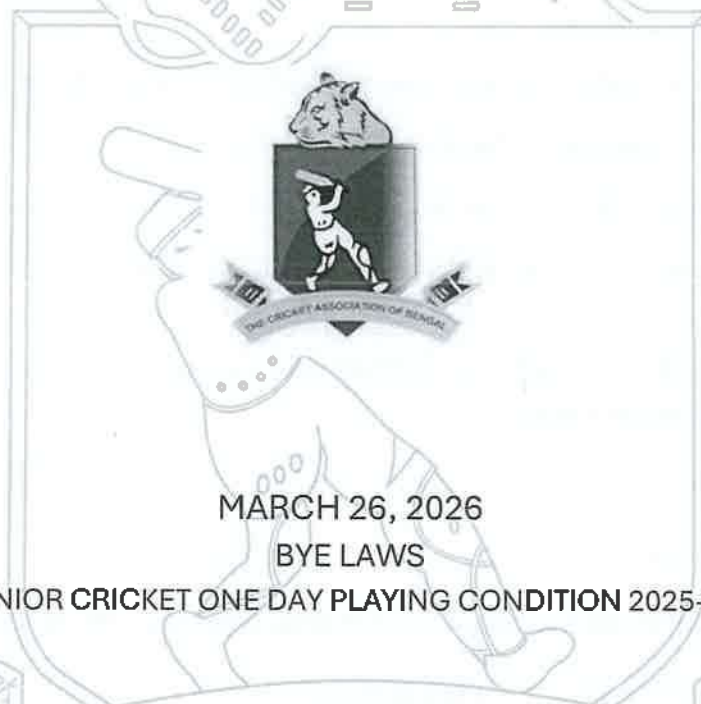 THE CRICKET ASSOCIATION OF BENGAL
MARCH 26, 2026
BYE LAWS
NIOR CRICKET ONE DAY PLAYING CONDITION 2025-